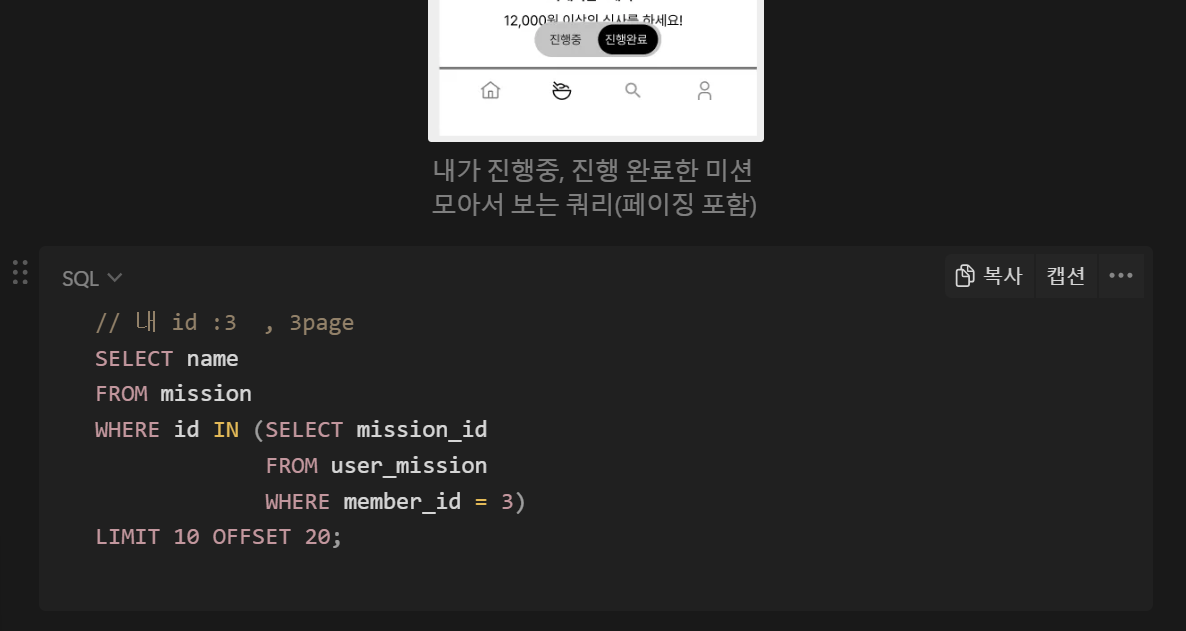 12,000원 이상의 식사를 하세요!
진행중 진행완료
내가 진행중, 진행 완료한 미션
모아서 보는 쿼리(페이징 포함)
SQL 복사 캡션
// 내 id :3  , 3page
SELECT name
FROM mission
WHERE id IN (SELECT mission_id
FROM user_mission
WHERE member_id = 3)
LIMIT 10 OFFSET 20;